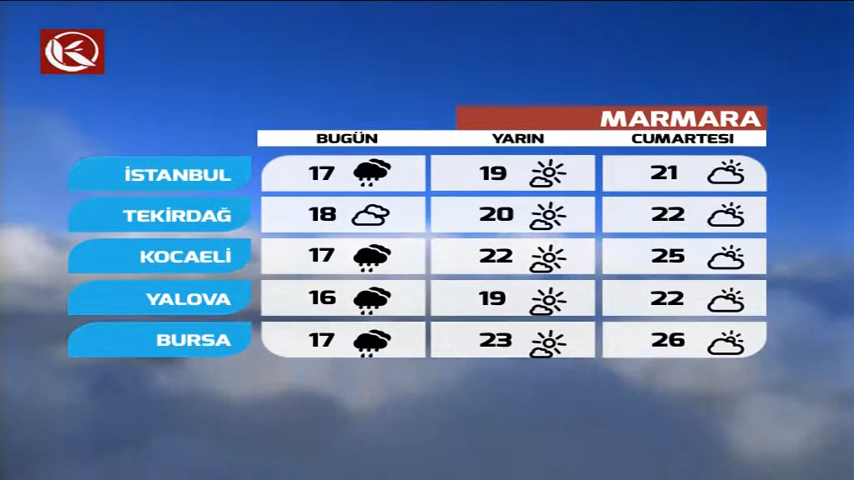 MARMARA
BUGÜN YARIN CUMARTESI
İSTANBUL 17 19 21
TEKİRDAĞ 18 20 22
KOCAELİ 17 22 25
YALOVA 16 19 22
BURSA 17 23 26